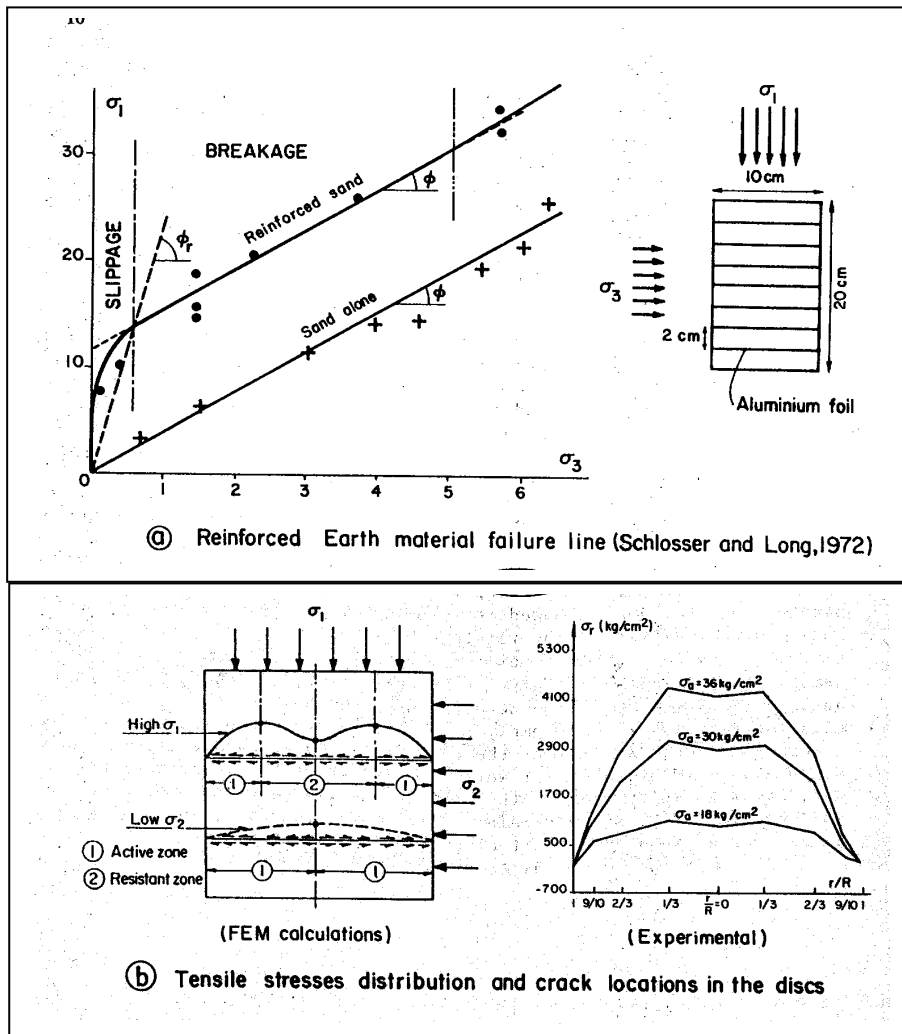 10
σ₁
30
20
10
0
1
2
3
4
5
6
σ₃
BREAKAGE
SLIPPAGE
φr
Reinforced sand
φ
Sand alone
φ
σ₁
10 cm
20 cm
σ₃
2 cm
Aluminium foil
ⓐ Reinforced Earth material failure line (Schlosser and Long, 1972)
σ₁
High σ₁
① ② ①
σ₂
Low σ₂
① Active zone
② Resistant zone
① ①
(FEM calculations)
σr (kg/cm²)
5300
4100
2900
1700
500
-700
σa=36 kg/cm²
σa=30 kg/cm²
σa=18 kg/cm²
r/R
1 9/10 2/3 1/3 r/R=0 1/3 2/3 9/10 1
(Experimental)
ⓑ Tensile stresses distribution and crack locations in the discs